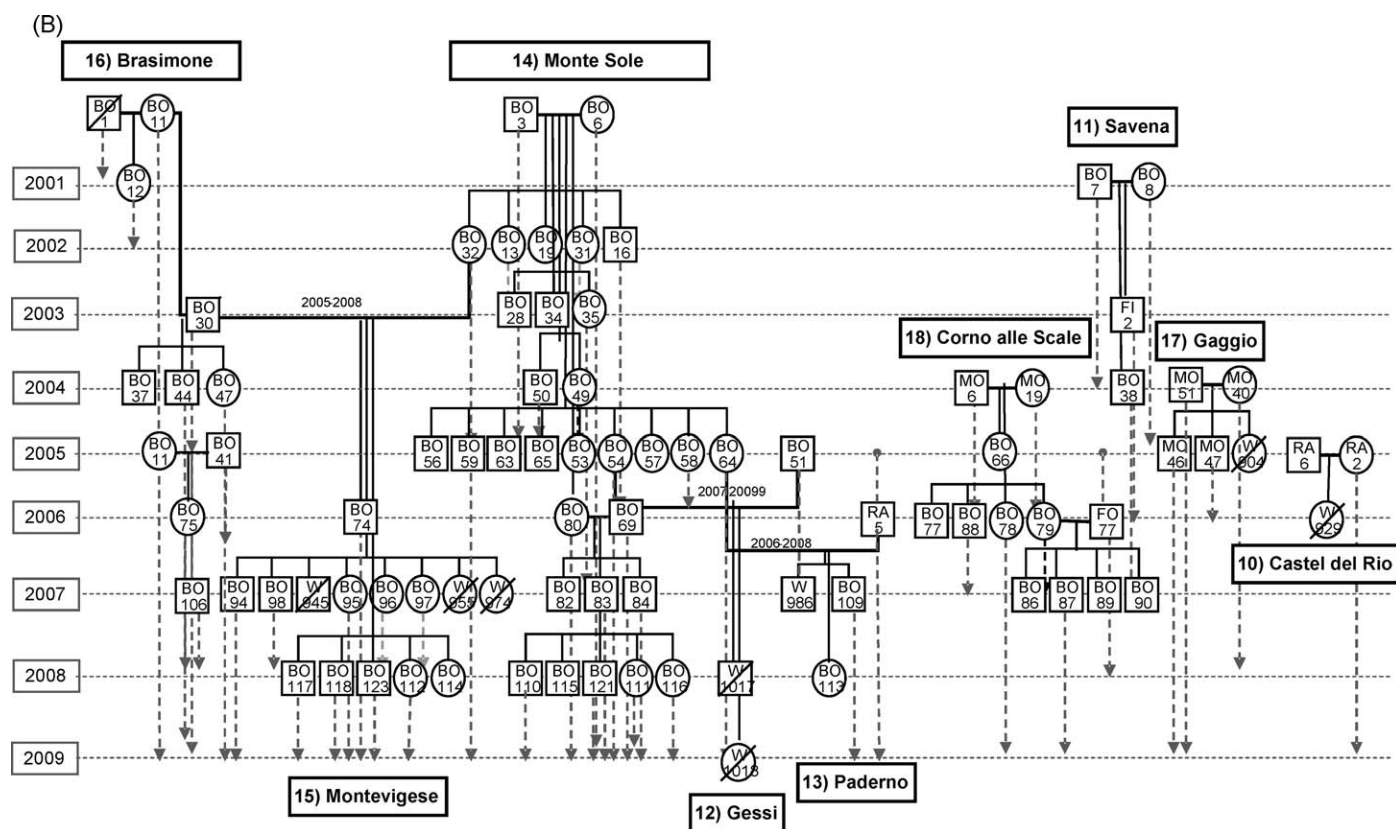 (B)
16) Brasimone
14) Monte Sole
BO
1
BO
11
BO
3
BO
6
11) Savena
2001
BO
12
BO
7
BO
8
2002
BO
32
BO
13
BO
19
BO
31
BO
16
2003
BO
30
2005-2008
BO
28
BO
34
BO
35
FI
2
18) Corno alle Scale
17) Gaggio
2004
BO
37
BO
44
BO
47
BO
50
BO
49
MO
6
MO
19
BO
38
MO
51
MO
40
2005
BO
11
BO
41
BO
56
BO
59
BO
63
BO
65
BO
53
BO
54
BO
57
BO
58
BO
64
BO
51
BO
66
MO
46
MO
47
W
904
RA
6
RA
2
2007-20099
2006
BO
75
BO
74
BO
80
BO
69
RA
5
BO
77
BO
88
BO
78
BO
79
FO
77
W
929
2006-2008
10) Castel del Rio
2007
BO
106
BO
94
BO
98
W
945
BO
95
BO
96
BO
97
W
955
W
974
BO
82
BO
83
BO
84
W
986
BO
109
BO
86
BO
87
BO
89
BO
90
2008
BO
117
BO
118
BO
123
BO
112
BO
114
BO
110
BO
115
BO
121
BO
111
BO
116
W
1017
BO
113
2009
W
1018
15) Montevigese
12) Gessi
13) Paderno